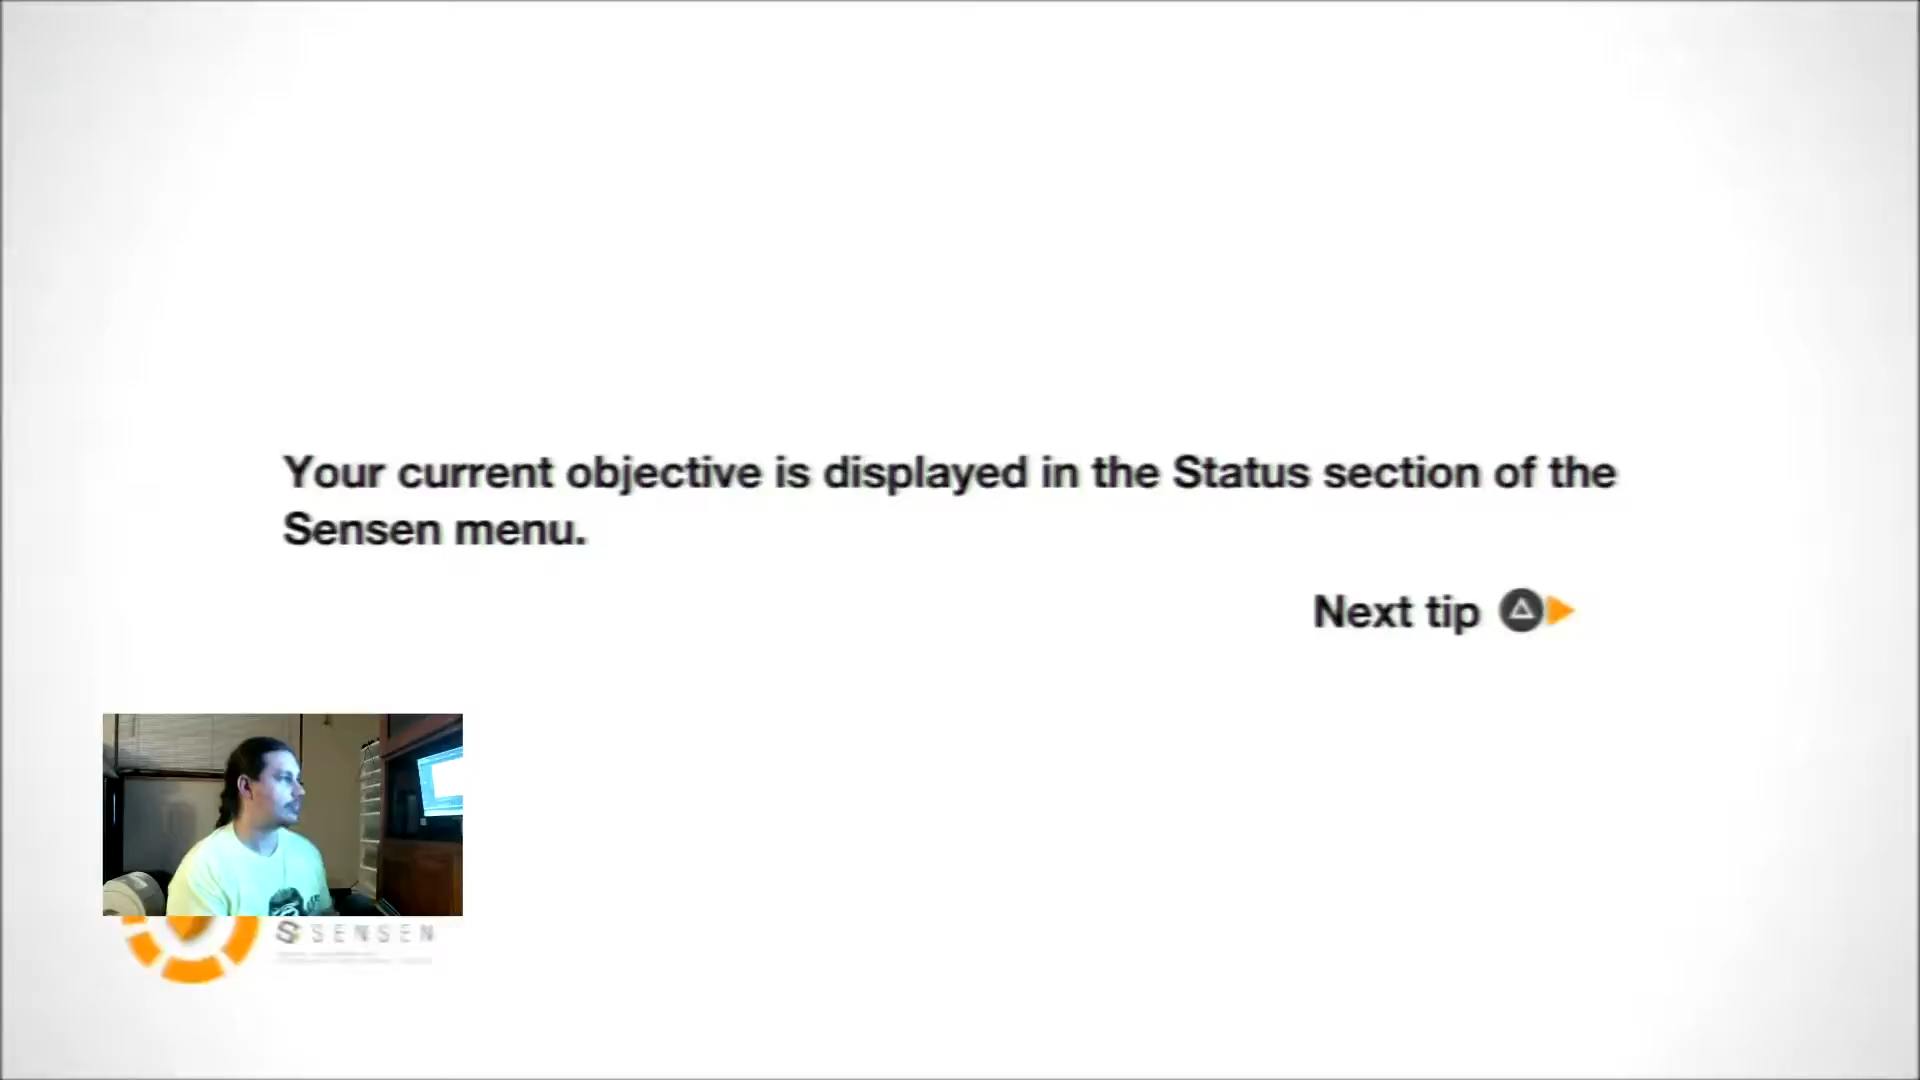 Your current objective is displayed in the Status section of the
Sensen menu.
Next tip
SENSEN